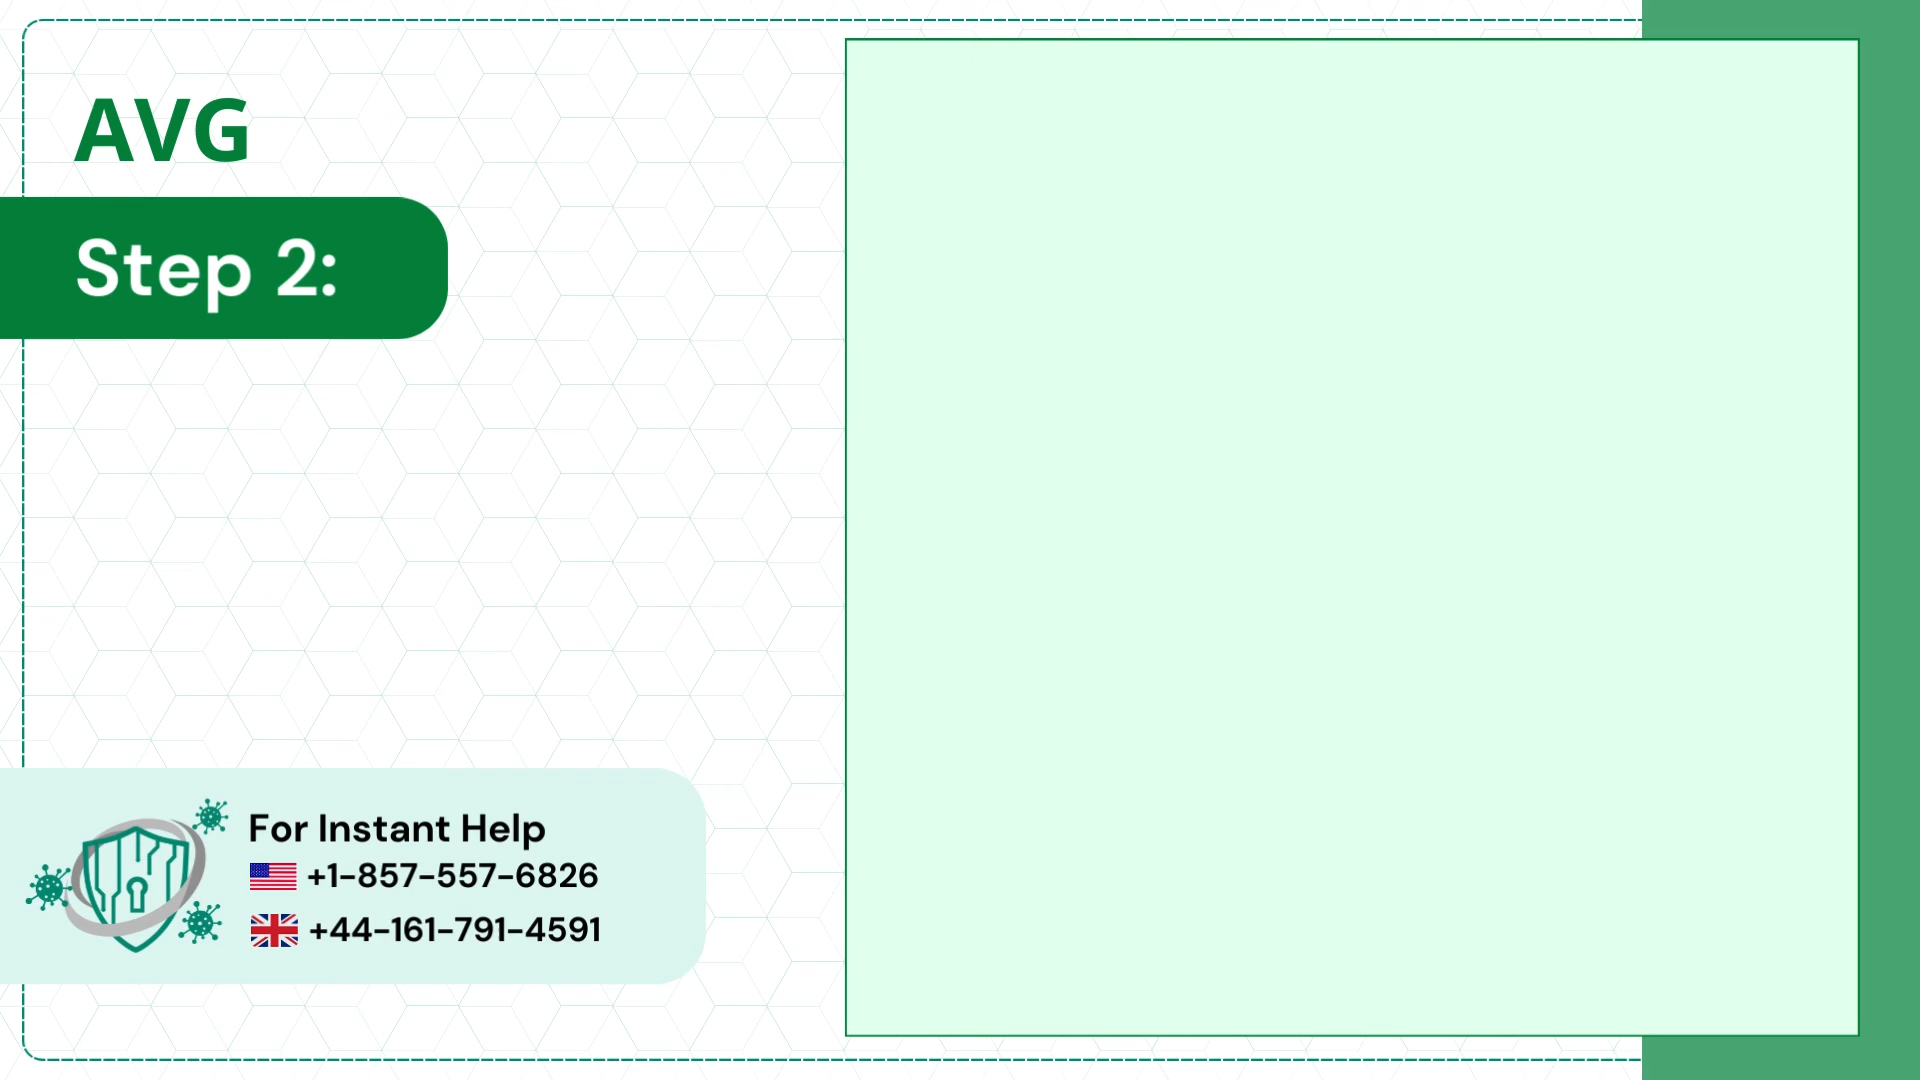 AVG
Step 2:
For Instant Help
+1-857-557-6826
+44-161-791-4591